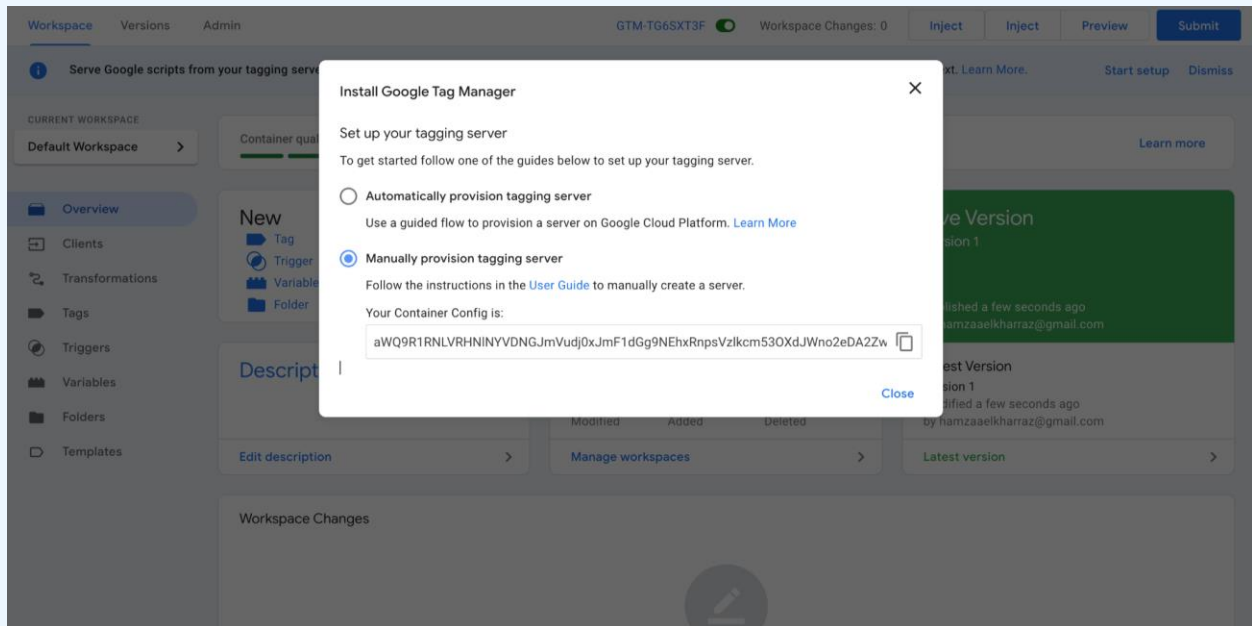 Workspace Versions Admin GTM-TG6SXT3F Workspace Changes: 0 Inject Inject Preview Submit
Serve Google scripts from your tagging serve xt. Learn More. Start setup Dismiss
Install Google Tag Manager
CURRENT WORKSPACE
Default Workspace
Container qual
Learn more
Set up your tagging server
To get started follow one of the guides below to set up your tagging server.
Automatically provision tagging server
Use a guided flow to provision a server on Google Cloud Platform. Learn More
Manually provision tagging server
Follow the instructions in the User Guide to manually create a server.
Your Container Config is:
Close
Overview
Clients
Transformations
Tags
Triggers
Variables
Folders
Templates
New
Tag
Trigger
Variable
Folder
ve Version
sion 1
lished a few seconds ago
hamzaaelkharraz@gmail.com
Descript
Edit description
Modified Added Deleted
Manage workspaces
est Version
sion 1
dified a few seconds ago
by hamzaaelkharraz@gmail.com
Latest version
Workspace Changes